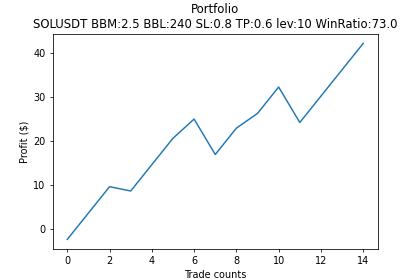 Portfolio
SOLUSDT BBM:2.5 BBL:240 SL:0.8 TP:0.6 lev:10 WinRatio:73.0
Profit ($)
40
30
20
10
0
0 2 4 6 8 10 12 14
Trade counts